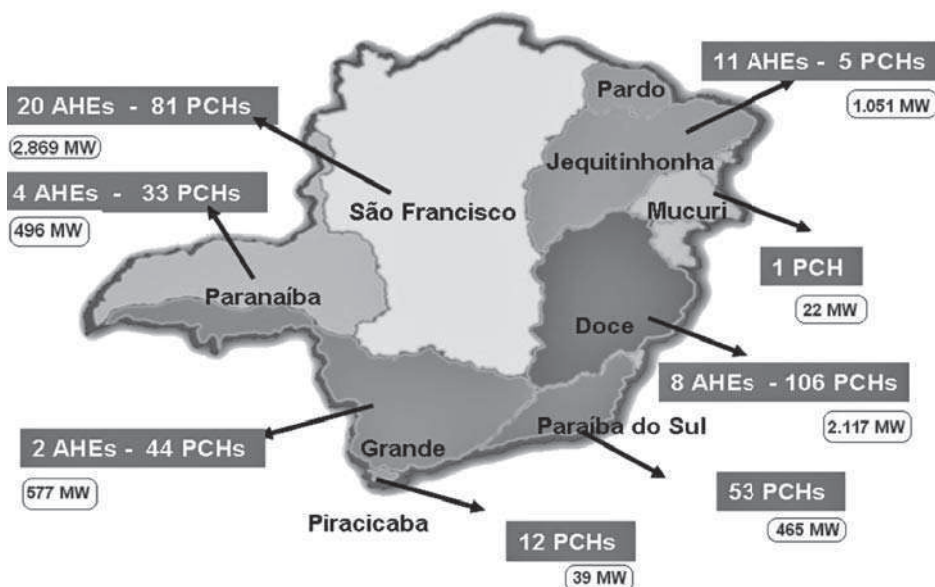 11 AHEs - 5 PCHs
1.051 MW
Pardo
20 AHEs - 81 PCHs
2.869 MW
Jequitinhonha
4 AHEs - 33 PCHs
496 MW
São Francisco
Mucuri
1 PCH
22 MW
Paranaíba
Doce
8 AHEs - 106 PCHs
2.117 MW
2 AHEs - 44 PCHs
577 MW
Grande
Paraíba do Sul
53 PCHs
465 MW
Piracicaba
12 PCHs
39 MW